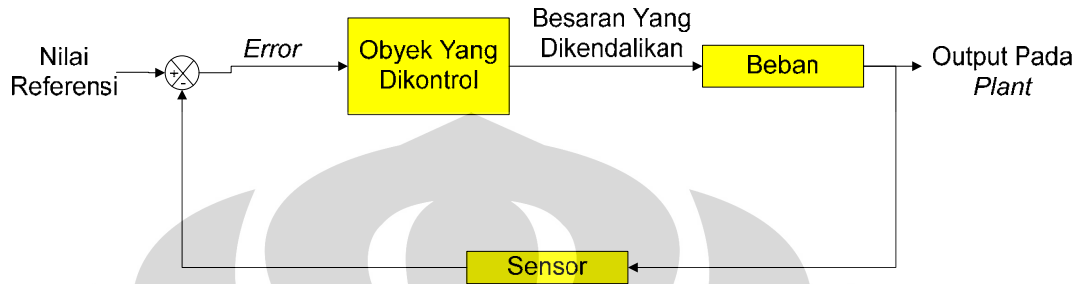 Nilai
Referensi
+
-
Error
Obyek Yang
Dikontrol
Besaran Yang
Dikendalikan
Beban
Output Pada
Plant
Sensor